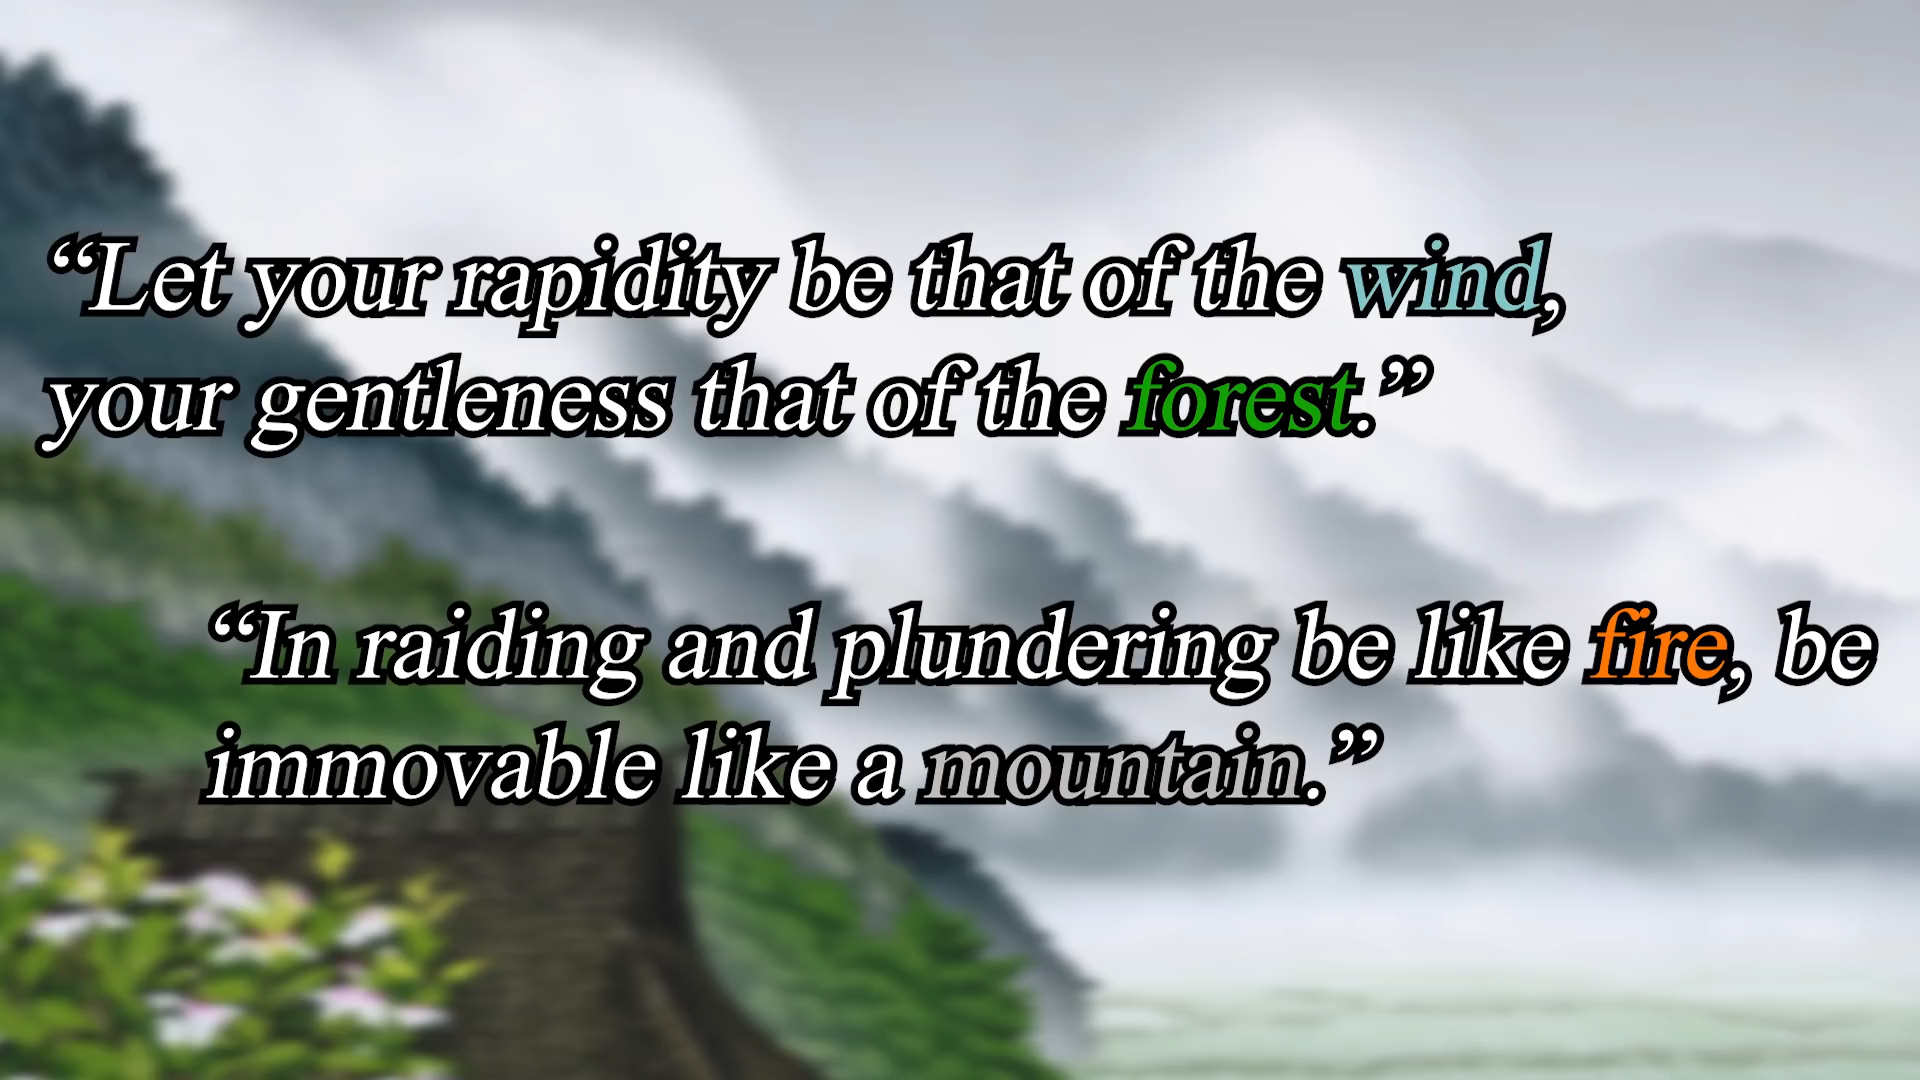 “Let your rapidity be that of the wind,
your gentleness that of the forest.”
“In raiding and plundering be like fire, be
immovable like a mountain.”